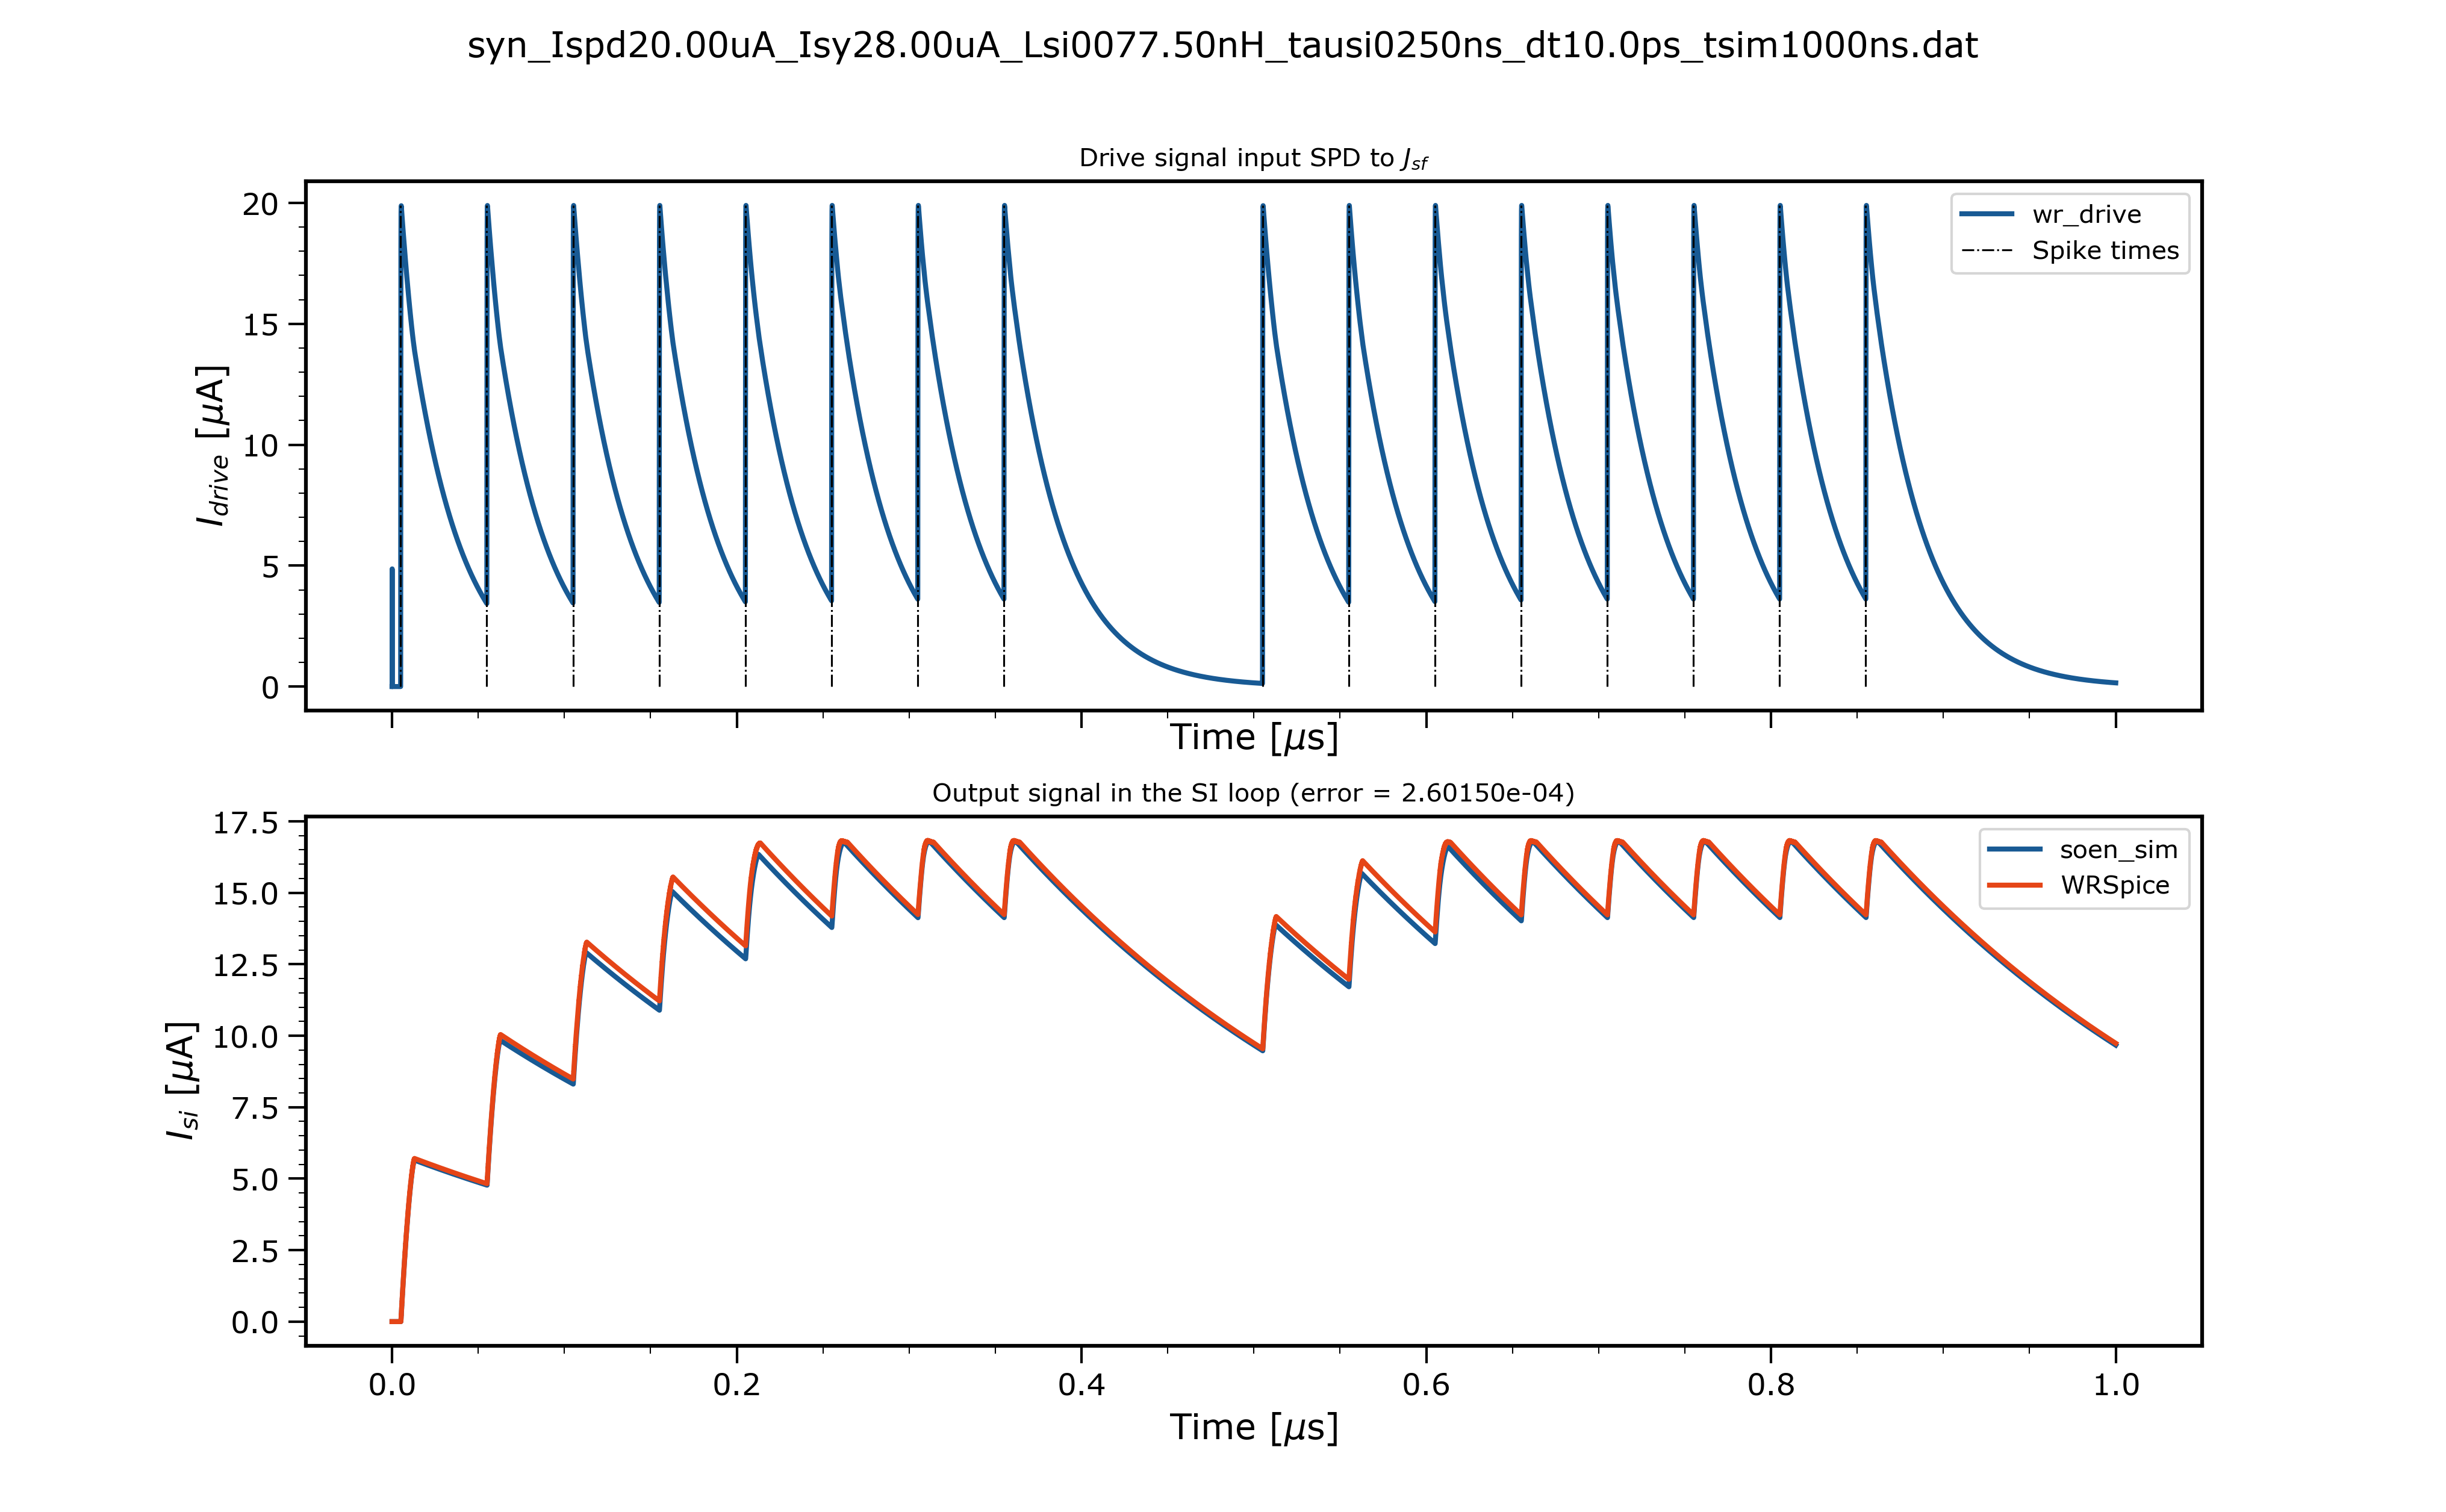 syn_Ispd20.00uA_Isy28.00uA_Lsi0077.50nH_tausi0250ns_dt10.0ps_tsim1000ns.dat
Drive signal input SPD to J_sf
20
15
10
5
0
I_drive [μA]
wr_drive
Spike times
Time [μs]
Output signal in the SI loop (error = 2.60150e-04)
17.5
15.0
12.5
10.0
7.5
5.0
2.5
0.0
I_si [μA]
soen_sim
WRSpice
0.0 0.2 0.4 0.6 0.8 1.0
Time [μs]